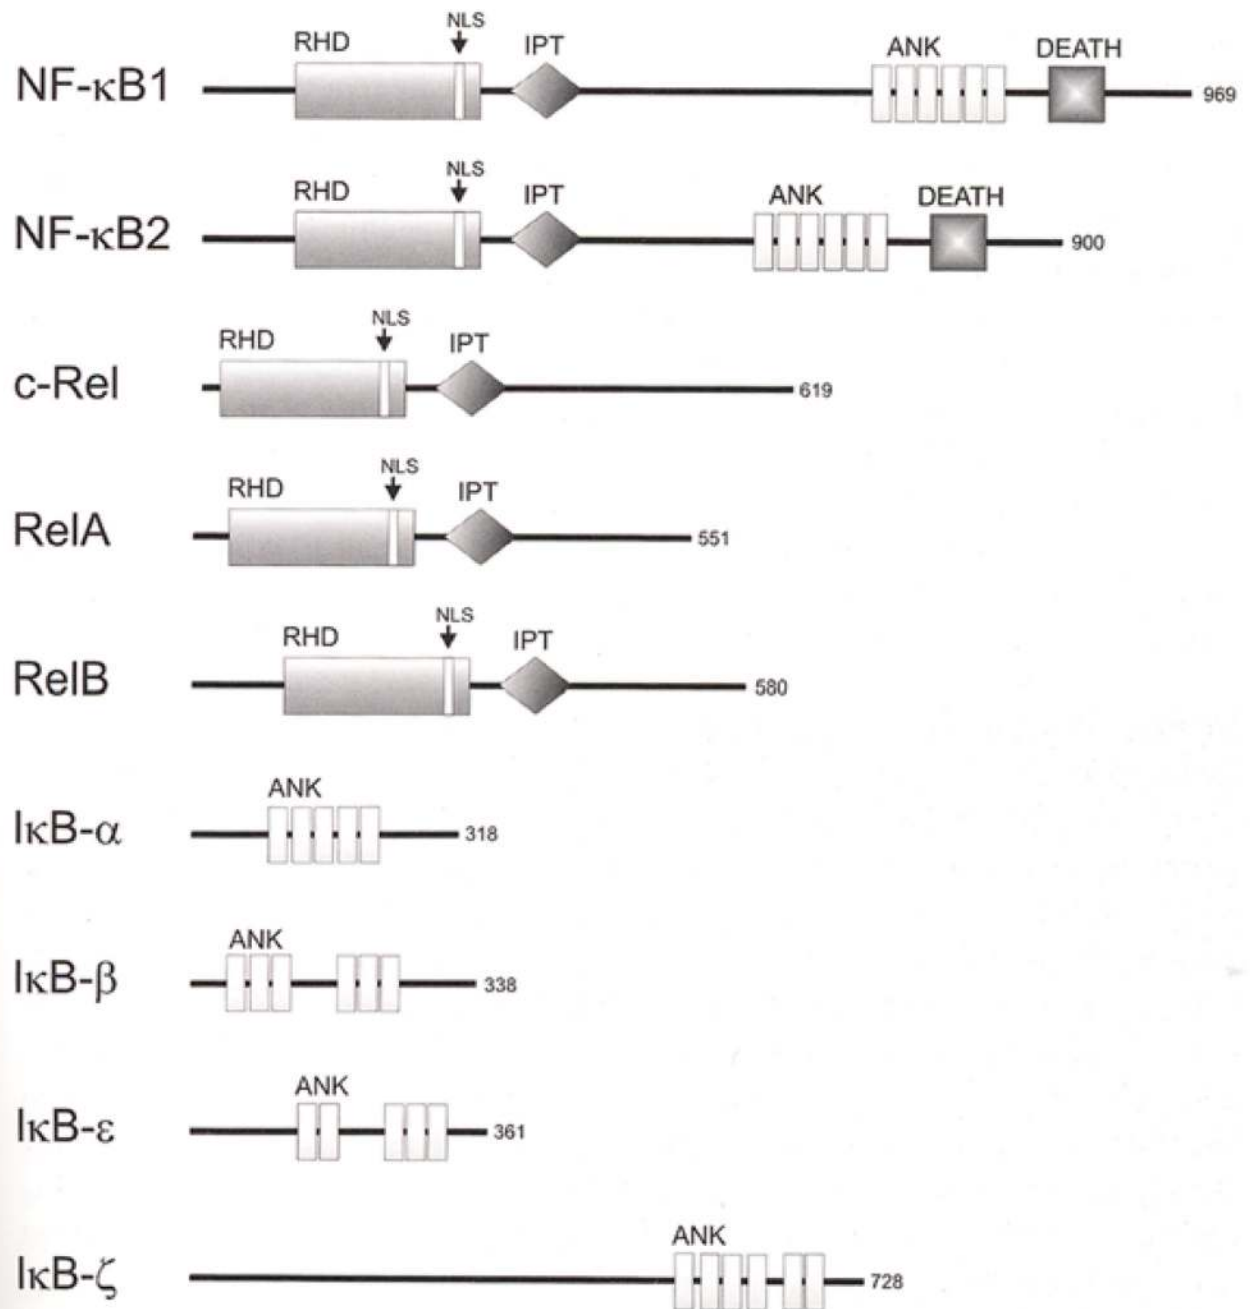 NLS
RHD IPT ANK DEATH
NF-κB1 969
NLS
RHD IPT ANK DEATH
NF-κB2 900
NLS
RHD IPT
c-Rel 619
NLS
RHD IPT
RelA 551
NLS
RHD IPT
RelB 580
ANK
IκB-α 318
ANK
IκB-β 338
ANK
IκB-ε 361
ANK
IκB-ζ 728